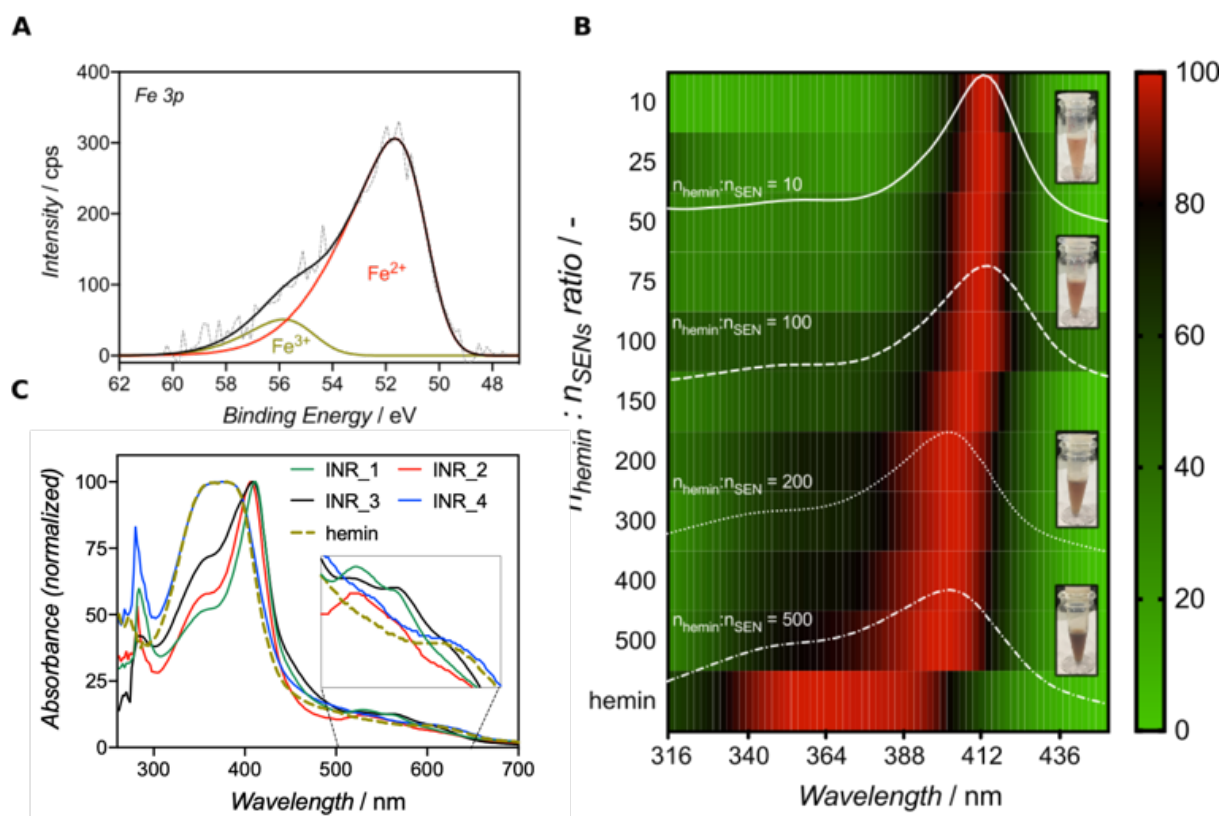 A
400
300
200
100
0
Intensity / cps
Fe 3p
Fe2+
Fe3+
62 60 58 56 54 52 50 48
Binding Energy / eV
B
nhemin : nSENs ratio / -
10
25
50
75
100
150
200
300
400
500
hemin
nhemin:nSEN = 10
nhemin:nSEN = 100
nhemin:nSEN = 200
nhemin:nSEN = 500
316 340 364 388 412 436
Wavelength / nm
100
80
60
40
20
0
C
Absorbance (normalized)
100
75
50
25
0
INR_1 INR_2
INR_3 INR_4
hemin
300 400 500 600 700
Wavelength / nm